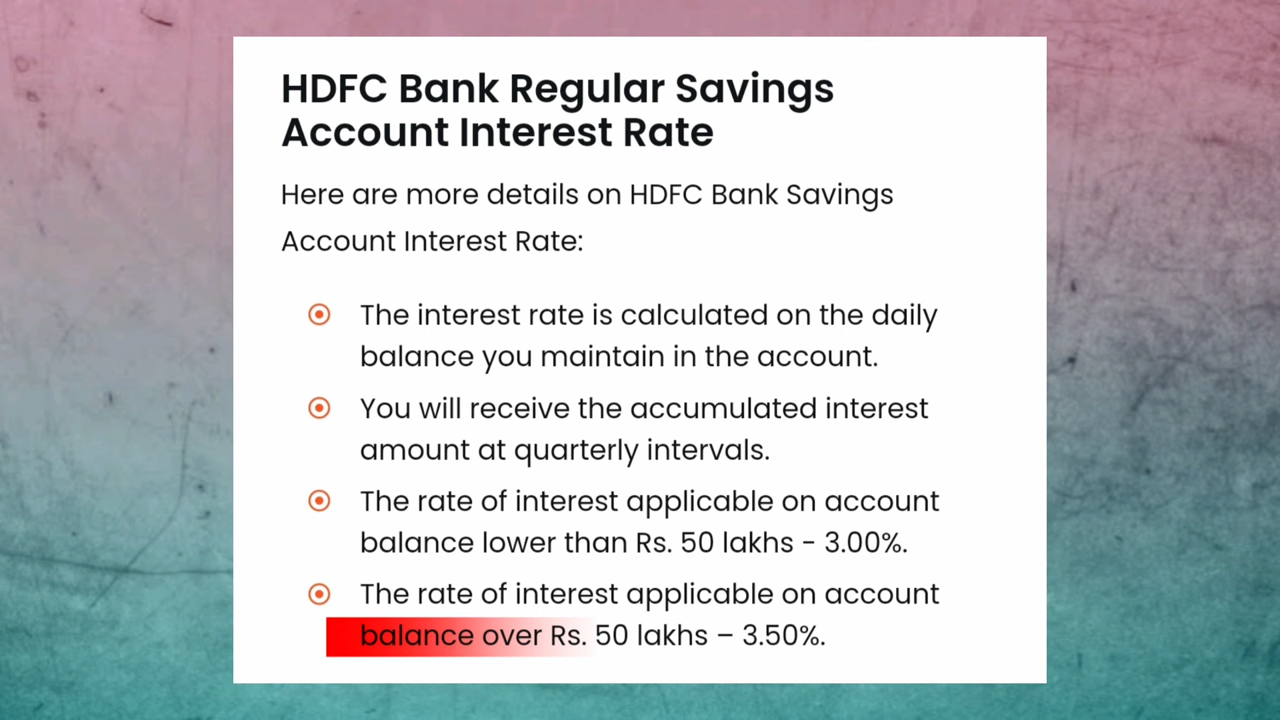 HDFC Bank Regular Savings
Account Interest Rate
Here are more details on HDFC Bank Savings
Account Interest Rate:
The interest rate is calculated on the daily
balance you maintain in the account.
You will receive the accumulated interest
amount at quarterly intervals.
The rate of interest applicable on account
balance lower than Rs. 50 lakhs - 3.00%.
The rate of interest applicable on account
balance over Rs. 50 lakhs – 3.50%.